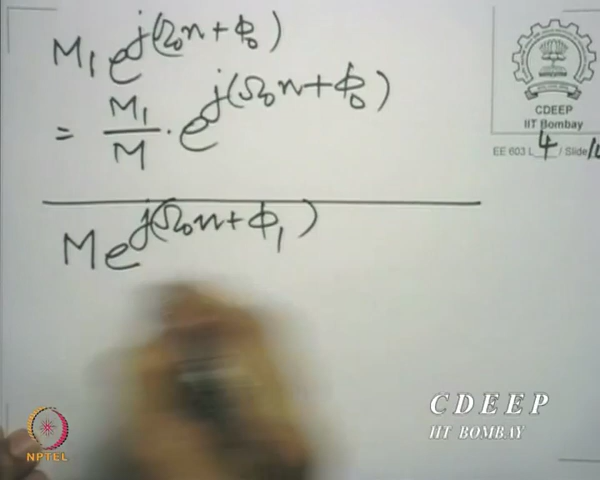 M₁ e^{j(Ω₀n + ϕ₀)}
= M₁/M · e^{j(Ω₀n + ϕ₀)}
M e^{j(Ω₀n + ϕ₁)}
CDEEP
IIT Bombay
EE 603 L 4 / Slide
CDEEP
IIT BOMBAY
NPTEL